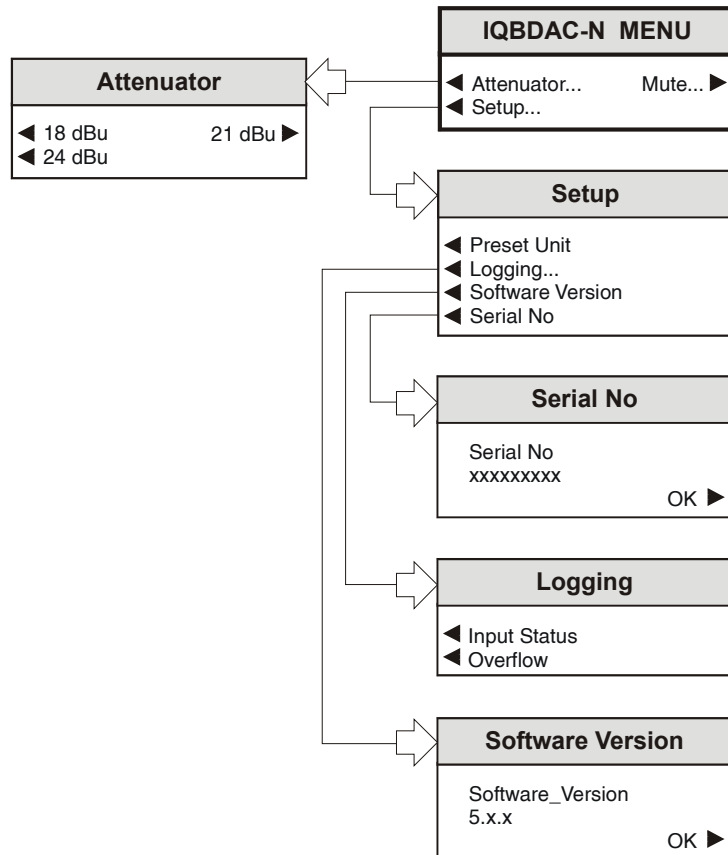 IQBDAC-N MENU
◀ Attenuator... Mute... ▶
◀ Setup...
Attenuator
◀ 18 dBu 21 dBu ▶
◀ 24 dBu
Setup
◀ Preset Unit
◀ Logging...
◀ Software Version
◀ Serial No
Serial No
Serial No
xxxxxxxxx
OK ▶
Logging
◀ Input Status
◀ Overflow
Software Version
Software_Version
5.x.x
OK ▶